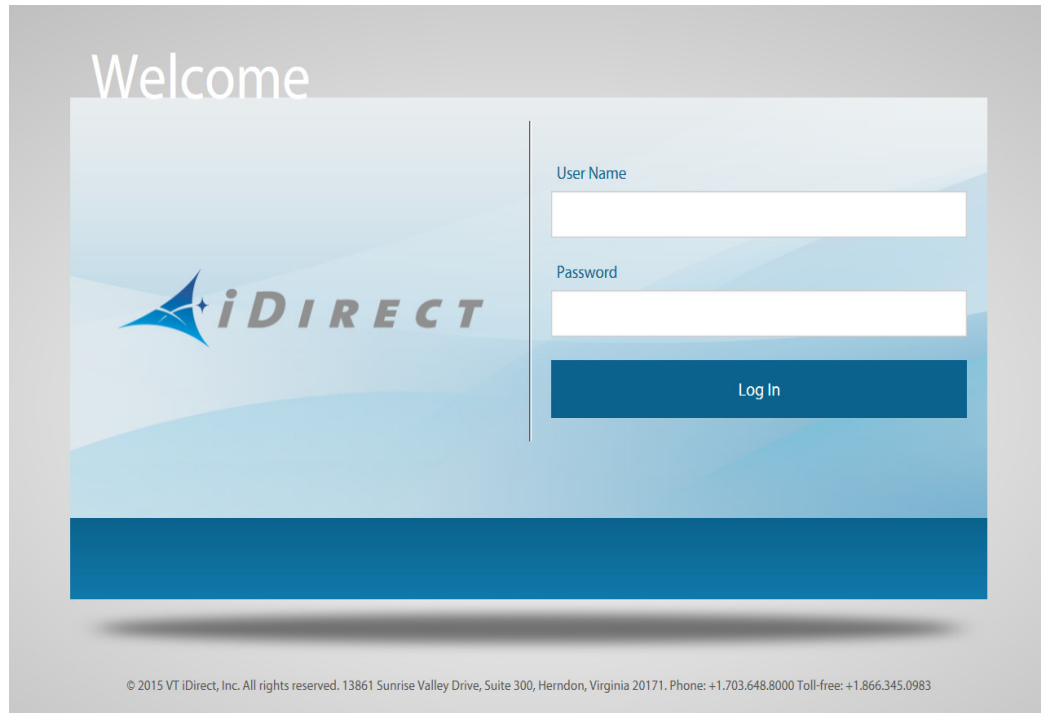 Welcome
User Name
Password
iDIRECT
Log In
© 2015 VT iDirect, Inc. All rights reserved. 13861 Sunrise Valley Drive, Suite 300, Herndon, Virginia 20171. Phone: +1.703.648.8000 Toll-free: +1.866.345.0983